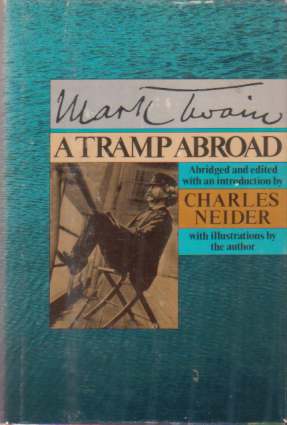 Mark Twain
A TRAMP ABROAD
Abridged and edited
with an introduction by
CHARLES
NEIDER
with illustrations by
the author